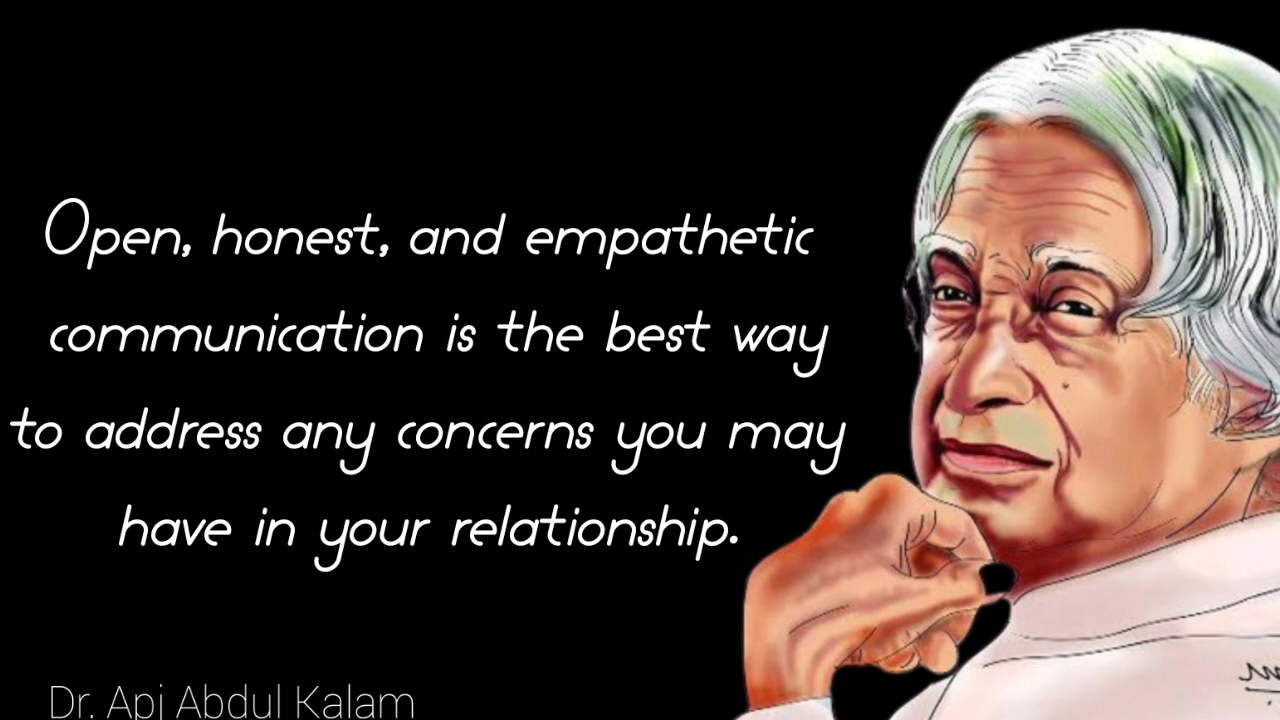 Open, honest, and empathetic
communication is the best way
to address any concerns you may
have in your relationship.
Dr. Apj Abdul Kalam